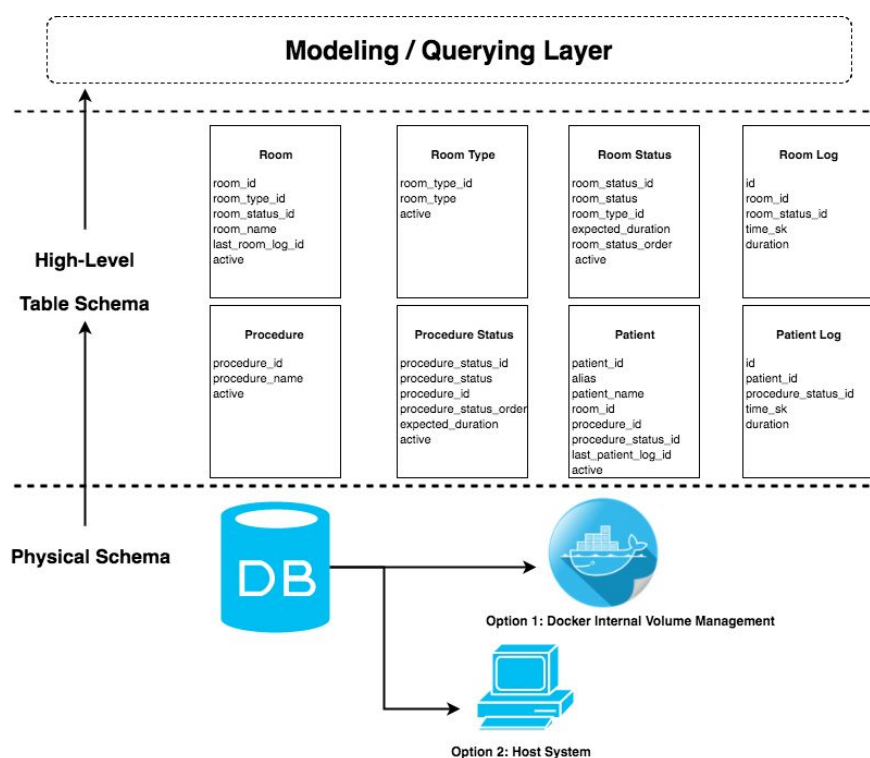 Modeling / Querying Layer
Room
room_id
room_type_id
room_status_id
room_name
last_room_log_id
active
Room Type
room_type_id
room_type
active
Room Status
room_status_id
room_status
room_type_id
expected_duration
room_status_order
active
Room Log
id
room_id
room_status_id
time_sk
duration
High-Level
Table Schema
Procedure
procedure_id
procedure_name
active
Procedure Status
procedure_status_id
procedure_status
procedure_id
procedure_status_order
expected_duration
active
Patient
patient_id
alias
patient_name
room_id
procedure_id
procedure_status_id
last_patient_log_id
active
Patient Log
id
patient_id
procedure_status_id
time_sk
duration
Physical Schema
DB
Option 1: Docker Internal Volume Management
Option 2: Host System